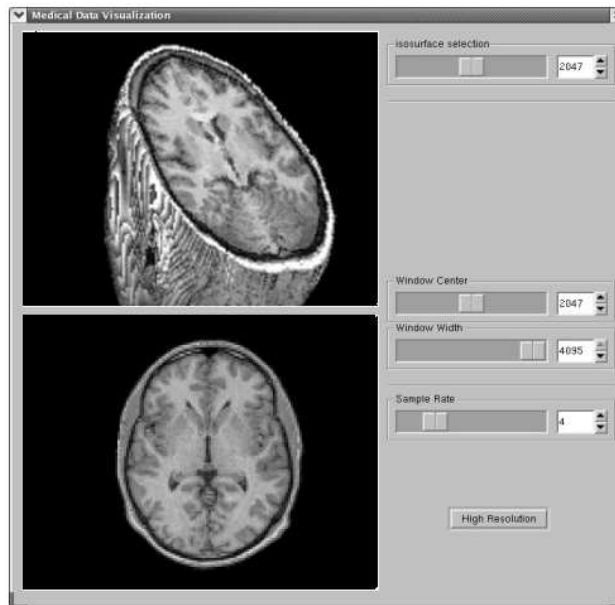 Medical Data Visualization
isosurface selection
2047
Window Center
2047
Window Width
4095
Sample Rate
4
High Resolution